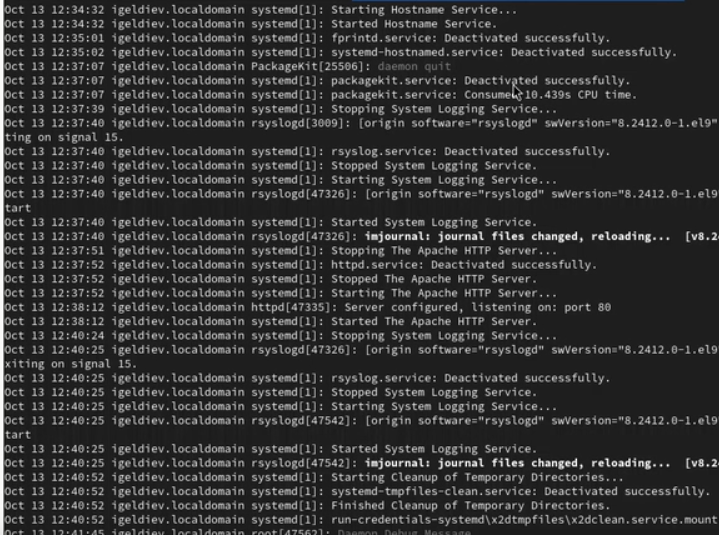 Oct 13 12:34:32 igeldiev.localdomain systemd[1]: Starting Hostname Service...
Oct 13 12:34:32 igeldiev.localdomain systemd[1]: Started Hostname Service.
Oct 13 12:35:01 igeldiev.localdomain systemd[1]: fprintd.service: Deactivated successfully.
Oct 13 12:35:02 igeldiev.localdomain systemd[1]: systemd-hostnamed.service: Deactivated successfully.
Oct 13 12:37:07 igeldiev.localdomain PackageKit[25506]: daemon quit
Oct 13 12:37:07 igeldiev.localdomain systemd[1]: packagekit.service: Deactivated successfully.
Oct 13 12:37:07 igeldiev.localdomain systemd[1]: packagekit.service: Consumed 10.439s CPU time.
Oct 13 12:37:39 igeldiev.localdomain systemd[1]: Stopping System Logging Service...
Oct 13 12:37:40 igeldiev.localdomain rsyslogd[3009]: [origin software="rsyslogd" swVersion="8.2412.0-1.el9"
ting on signal 15.
Oct 13 12:37:40 igeldiev.localdomain systemd[1]: rsyslog.service: Deactivated successfully.
Oct 13 12:37:40 igeldiev.localdomain systemd[1]: Stopped System Logging Service.
Oct 13 12:37:40 igeldiev.localdomain systemd[1]: Starting System Logging Service...
Oct 13 12:37:40 igeldiev.localdomain rsyslogd[47326]: [origin software="rsyslogd" swVersion="8.2412.0-1.el9
tart
Oct 13 12:37:40 igeldiev.localdomain systemd[1]: Started System Logging Service.
Oct 13 12:37:40 igeldiev.localdomain rsyslogd[47326]: imjournal: journal files changed, reloading... [v8.2
Oct 13 12:37:51 igeldiev.localdomain systemd[1]: Stopping The Apache HTTP Server...
Oct 13 12:37:52 igeldiev.localdomain systemd[1]: httpd.service: Deactivated successfully.
Oct 13 12:37:52 igeldiev.localdomain systemd[1]: Stopped The Apache HTTP Server.
Oct 13 12:37:52 igeldiev.localdomain systemd[1]: Starting The Apache HTTP Server...
Oct 13 12:38:12 igeldiev.localdomain httpd[47335]: Server configured, listening on: port 80
Oct 13 12:38:12 igeldiev.localdomain systemd[1]: Started The Apache HTTP Server.
Oct 13 12:40:24 igeldiev.localdomain systemd[1]: Stopping System Logging Service...
Oct 13 12:40:25 igeldiev.localdomain rsyslogd[47326]: [origin software="rsyslogd" swVersion="8.2412.0-1.el9
xiting on signal 15.
Oct 13 12:40:25 igeldiev.localdomain systemd[1]: rsyslog.service: Deactivated successfully.
Oct 13 12:40:25 igeldiev.localdomain systemd[1]: Stopped System Logging Service.
Oct 13 12:40:25 igeldiev.localdomain systemd[1]: Starting System Logging Service...
Oct 13 12:40:25 igeldiev.localdomain rsyslogd[47542]: [origin software="rsyslogd" swVersion="8.2412.0-1.el9
tart
Oct 13 12:40:25 igeldiev.localdomain systemd[1]: Started System Logging Service.
Oct 13 12:40:25 igeldiev.localdomain rsyslogd[47542]: imjournal: journal files changed, reloading... [v8.2
Oct 13 12:40:52 igeldiev.localdomain systemd[1]: Starting Cleanup of Temporary Directories...
Oct 13 12:40:52 igeldiev.localdomain systemd[1]: systemd-tmpfiles-clean.service: Deactivated successfully.
Oct 13 12:40:52 igeldiev.localdomain systemd[1]: Finished Cleanup of Temporary Directories.
Oct 13 12:40:52 igeldiev.localdomain systemd[1]: run-credentials-systemd\x2dtmpfiles\x2dclean.service.mount
Oct 13 12:41:45 igeldiev.localdomain root[47562]: Daemon Debug Message